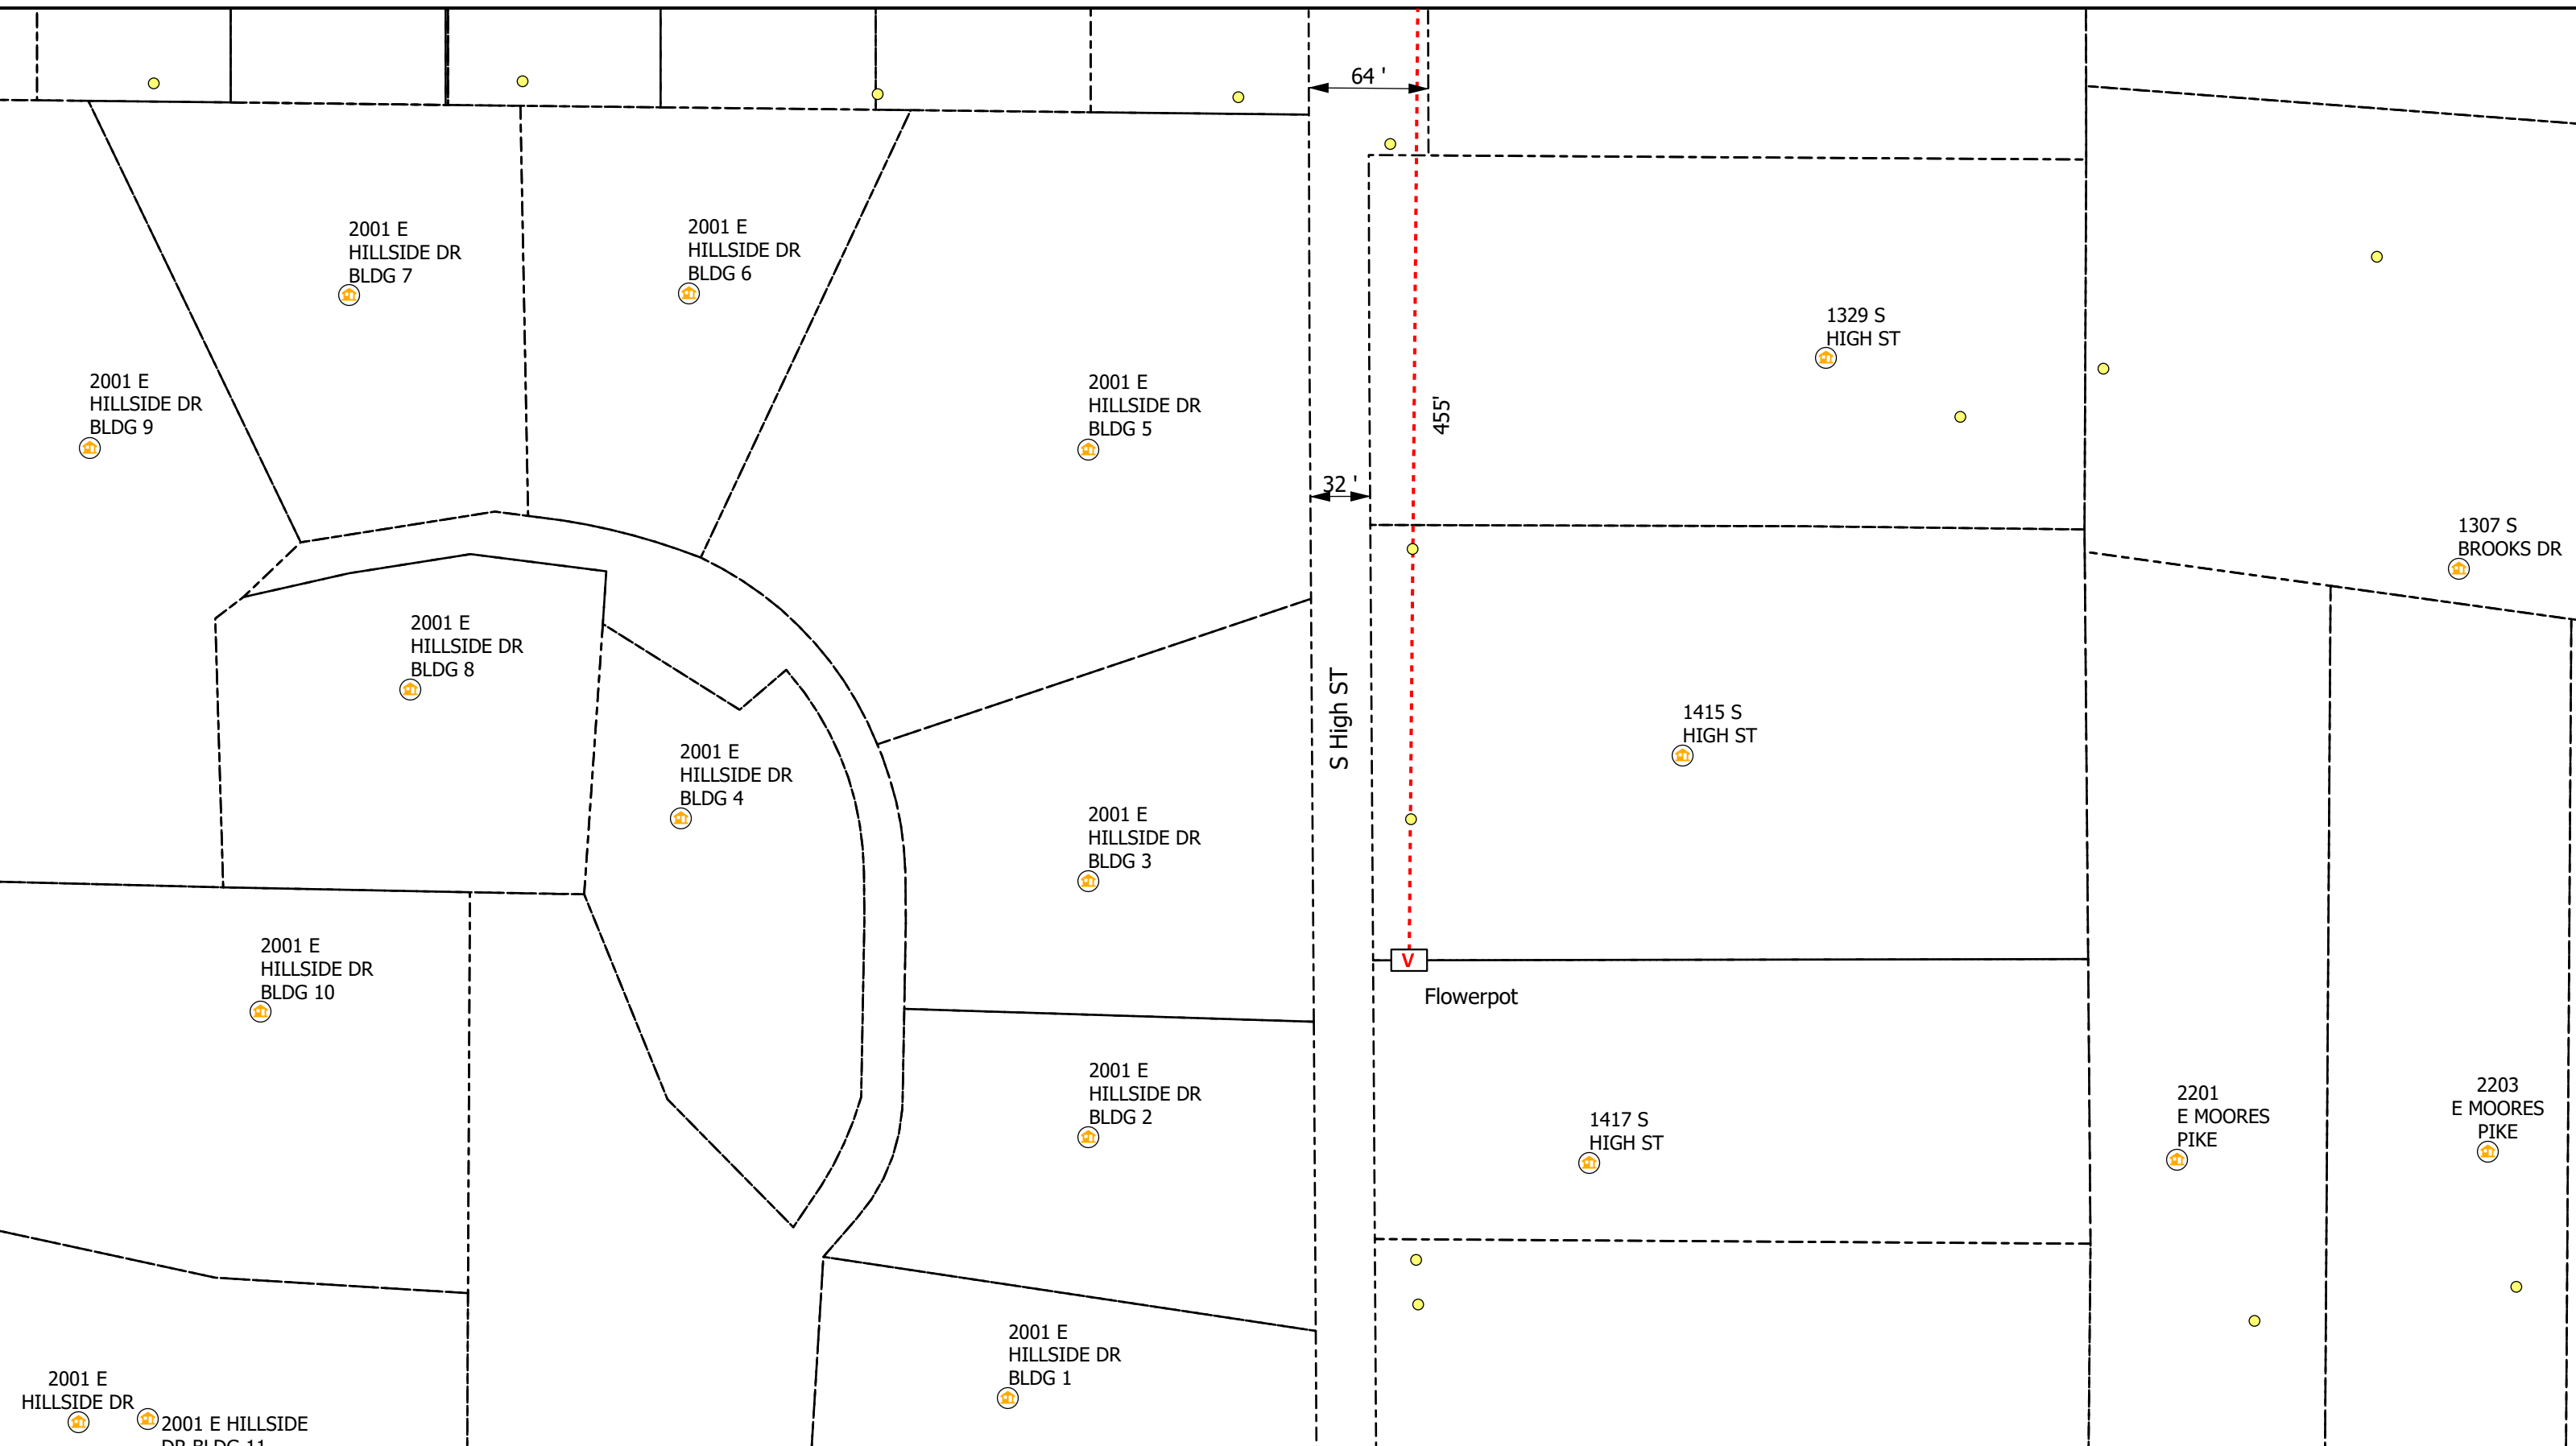 64 '
2001 E
HILLSIDE DR
BLDG 7
2001 E
HILLSIDE DR
BLDG 6
1329 S
HIGH ST
2001 E
HILLSIDE DR
BLDG 9
2001 E
HILLSIDE DR
BLDG 5
455'
32 '
1307 S
BROOKS DR
2001 E
HILLSIDE DR
BLDG 8
S High ST
1415 S
HIGH ST
2001 E
HILLSIDE DR
BLDG 4
2001 E
HILLSIDE DR
BLDG 3
2001 E
HILLSIDE DR
BLDG 10
V
Flowerpot
2001 E
HILLSIDE DR
BLDG 2
1417 S
HIGH ST
2201
E MOORES
PIKE
2203
E MOORES
PIKE
2001 E
HILLSIDE DR
BLDG 1
2001 E
HILLSIDE DR
2001 E HILLSIDE
DR BLDG 11